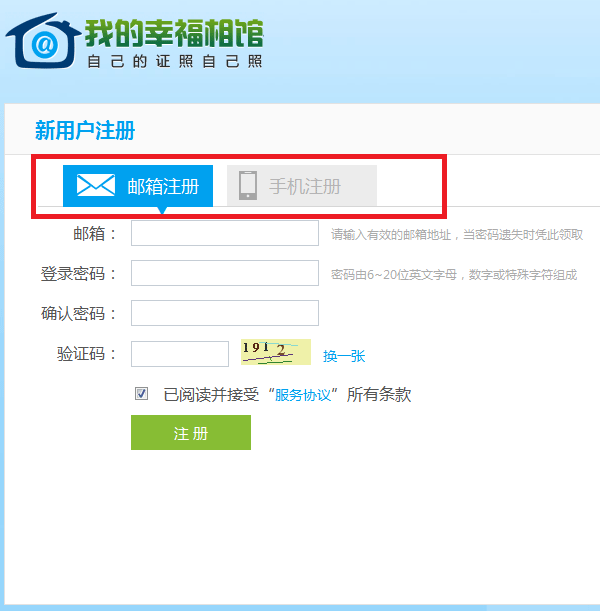 @
我的幸福相馆
自己的证照自己照
新用户注册
邮箱注册 手机注册
邮箱： 请输入有效的邮箱地址，当密码遗失时凭此领取
登录密码： 密码由6~20位英文字母，数字或特殊字符组成
确认密码：
验证码： 1912 换一张
已阅读并接受“服务协议”所有条款
注 册